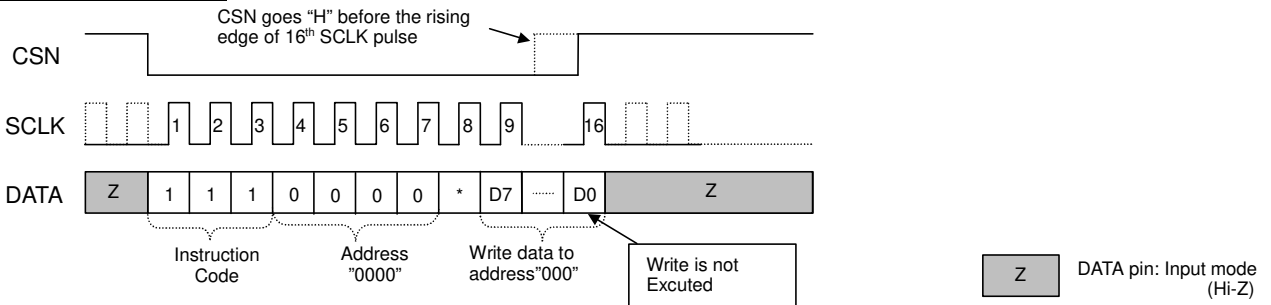 CSN goes “H” before the rising
edge of 16th SCLK pulse
CSN
SCLK 1 2 3 4 5 6 7 8 9 16
DATA Z 1 1 1 0 0 0 0 * D7 ...... D0 Z
Instruction
Code
Address
"0000"
Write data to
address"000"
Write is not
Excuted
Z
DATA pin: Input mode
(Hi-Z)